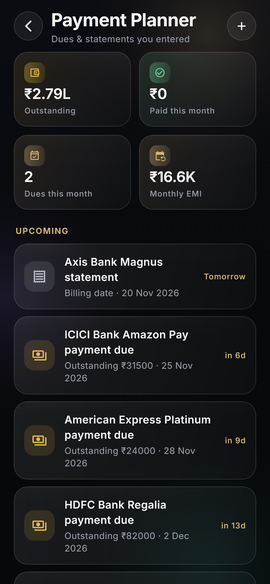 Payment Planner
Dues & statements you entered
₹2.79L
Outstanding
₹0
Paid this month
2
Dues this month
₹16.6K
Monthly EMI
UPCOMING
Axis Bank Magnus
statement
Tomorrow
Billing date · 20 Nov
2026
ICICI Bank Amazon Pay
payment due
in 6d
Outstanding ₹31500 · 25 Nov
2026
American Express Platinum
payment due
in 9d
Outstanding ₹24000 · 28 Nov
2026
HDFC Bank Regalia
payment due
in 13d
Outstanding ₹82000 · 2 Dec
2026